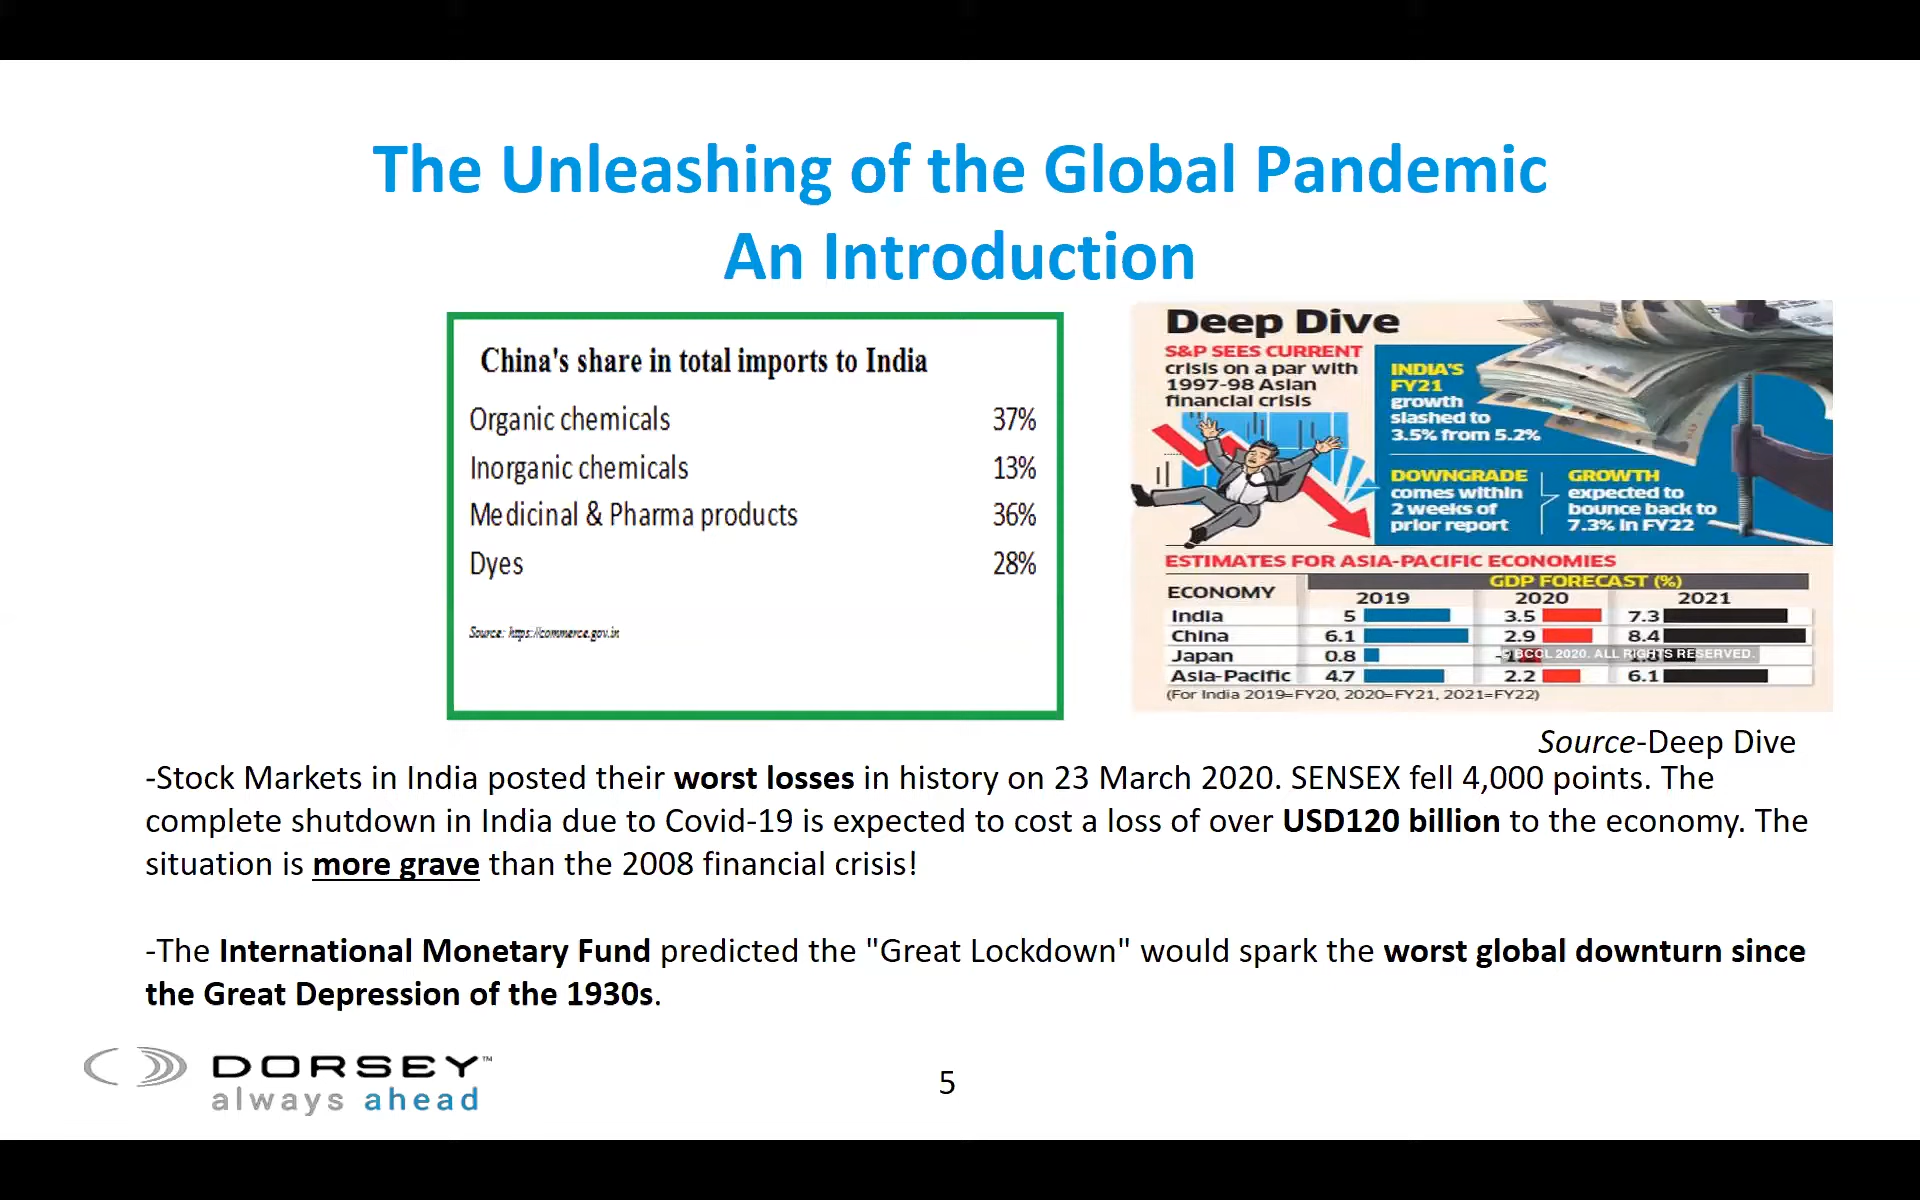 The Unleashing of the Global Pandemic
An Introduction
China's share in total imports to India
Organic chemicals 37%
Inorganic chemicals 13%
Medicinal & Pharma products 36%
Dyes 28%
Source: https://commerce.gov.in
Deep Dive
S&P SEES CURRENT
crisis on a par with
1997-98 Asian
financial crisis
INDIA'S
FY21
growth
slashed to
3.5% from 5.2%
DOWNGRADE
comes within
2 weeks of
prior report
GROWTH
expected to
bounce back to
7.3% in FY22
ESTIMATES FOR ASIA-PACIFIC ECONOMIES
GDP FORECAST (%)
ECONOMY 2019 2020 2021
India 5 3.5 7.3
China 6.1 2.9 8.4
Japan 0.8
BCCL 2020. ALL RIGHTS RESERVED.
Asia-Pacific 4.7 2.2 6.1
(For India 2019=FY20, 2020=FY21, 2021=FY22)
Source-Deep Dive
-Stock Markets in India posted their worst losses in history on 23 March 2020. SENSEX fell 4,000 points. The
complete shutdown in India due to Covid-19 is expected to cost a loss of over USD120 billion to the economy. The
situation is more grave than the 2008 financial crisis!
-The International Monetary Fund predicted the "Great Lockdown" would spark the worst global downturn since
the Great Depression of the 1930s.
DORSEY™
always ahead
5